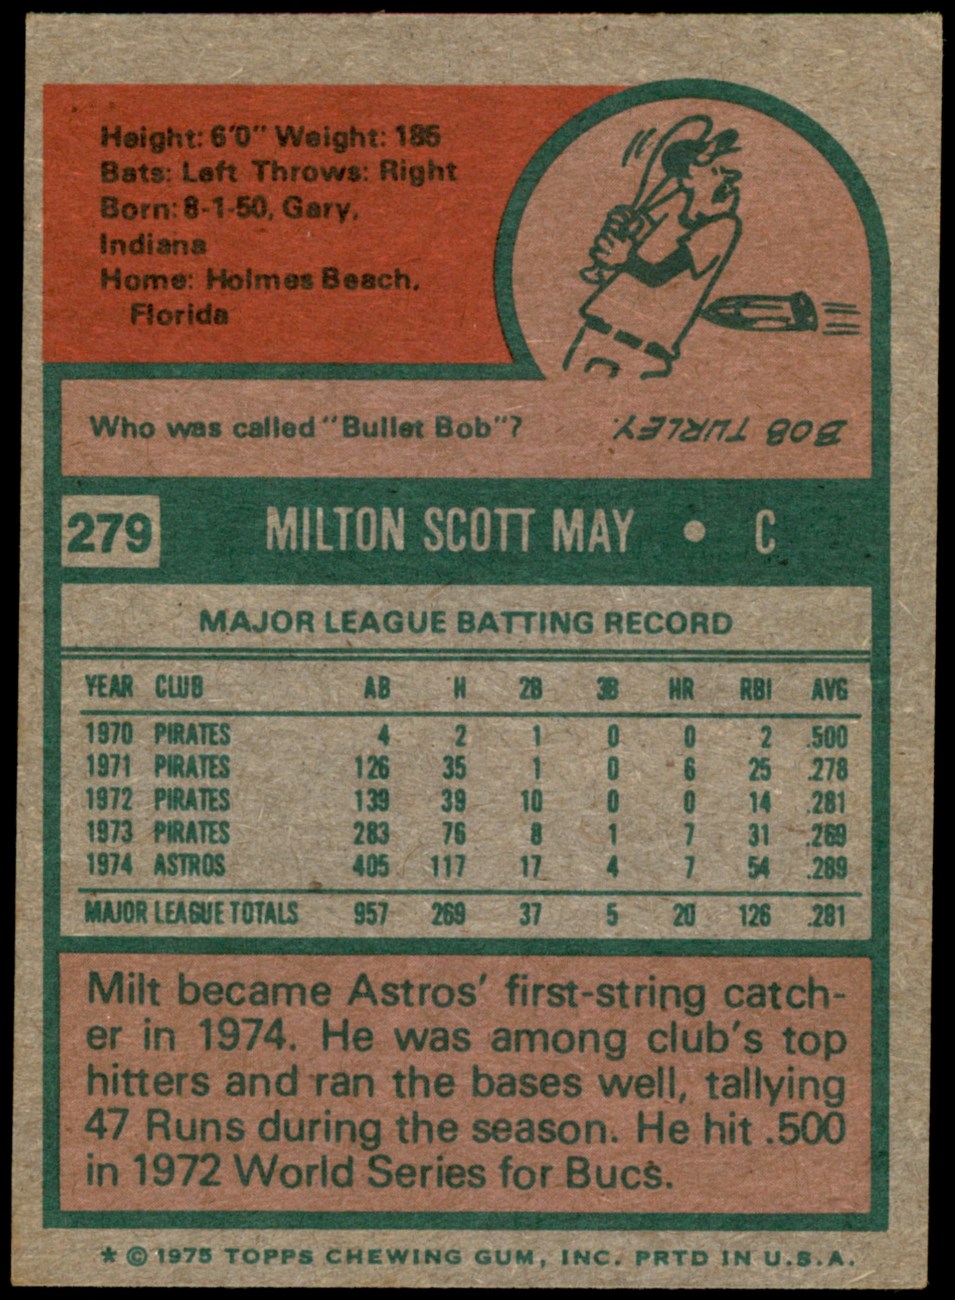 Height: 6'0" Weight: 185
Bats: Left Throws: Right
Born: 8-1-50, Gary,
Indiana
Home: Holmes Beach,
Florida
Who was called "Bullet Bob"?
BOB TURLEY.
279 MILTON SCOTT MAY • C
MAJOR LEAGUE BATTING RECORD
YEAR CLUB AB H 2B 3B HR RBI AVG
1970 PIRATES 4 2 1 0 0 2 .500
1971 PIRATES 126 35 1 0 6 25 .278
1972 PIRATES 139 39 10 0 0 14 .281
1973 PIRATES 283 76 8 1 7 31 .269
1974 ASTROS 405 117 17 4 7 54 .289
MAJOR LEAGUE TOTALS 957 269 37 5 20 126 .281
Milt became Astros' first-string catch-
er in 1974. He was among club's top
hitters and ran the bases well, tallying
47 Runs during the season. He hit .500
in 1972 World Series for Bucs.
* © 1975 TOPPS CHEWING GUM, INC. PRTD IN U.S.A.